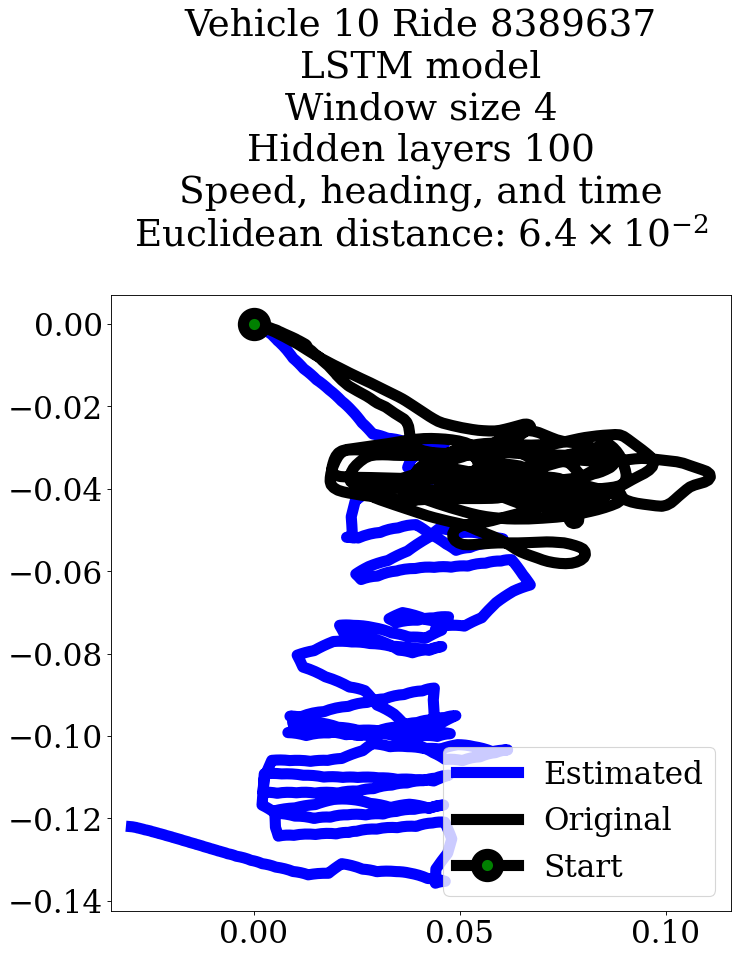 Vehicle 10 Ride 8389637
LSTM model
Window size 4
Hidden layers 100
Speed, heading, and time
Euclidean distance: 6.4 × 10⁻²
0.00
−0.02
−0.04
−0.06
−0.08
−0.10
−0.12
−0.14
Estimated
Original
Start
0.00
0.05
0.10